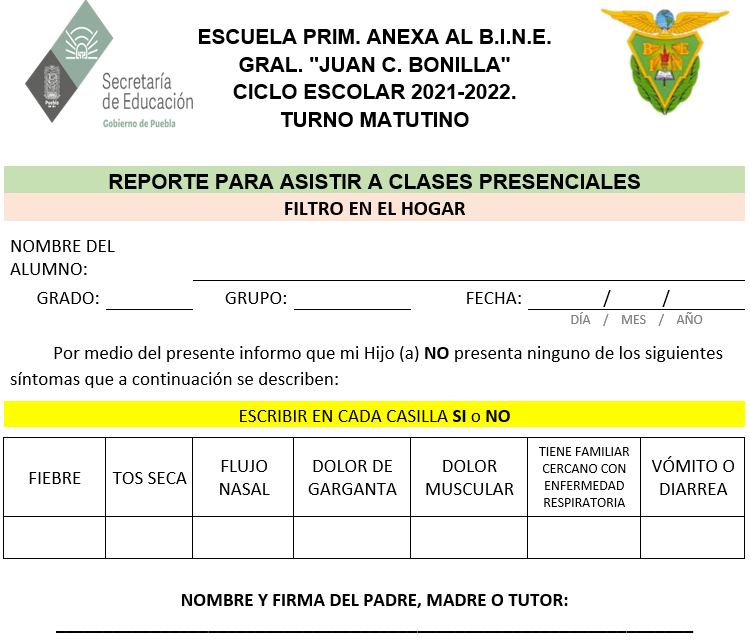 ESCUELA PRIM. ANEXA AL B.I.N.E.
GRAL. "JUAN C. BONILLA"
CICLO ESCOLAR 2021-2022.
TURNO MATUTINO
Secretaría
de Educación
Gobierno de Puebla
Puebla
B I N E
REPORTE PARA ASISTIR A CLASES PRESENCIALES
FILTRO EN EL HOGAR
NOMBRE DEL
ALUMNO:
GRADO: GRUPO: FECHA: / /
DÍA / MES / AÑO
Por medio del presente informo que mi Hijo (a) NO presenta ninguno de los siguientes
síntomas que a continuación se describen:
ESCRIBIR EN CADA CASILLA SI o NO
FIEBRE
TOS SECA
FLUJO
NASAL
DOLOR DE
GARGANTA
DOLOR
MUSCULAR
TIENE FAMILIAR
CERCANO CON
ENFERMEDAD
RESPIRATORIA
VÓMITO O
DIARREA
NOMBRE Y FIRMA DEL PADRE, MADRE O TUTOR: